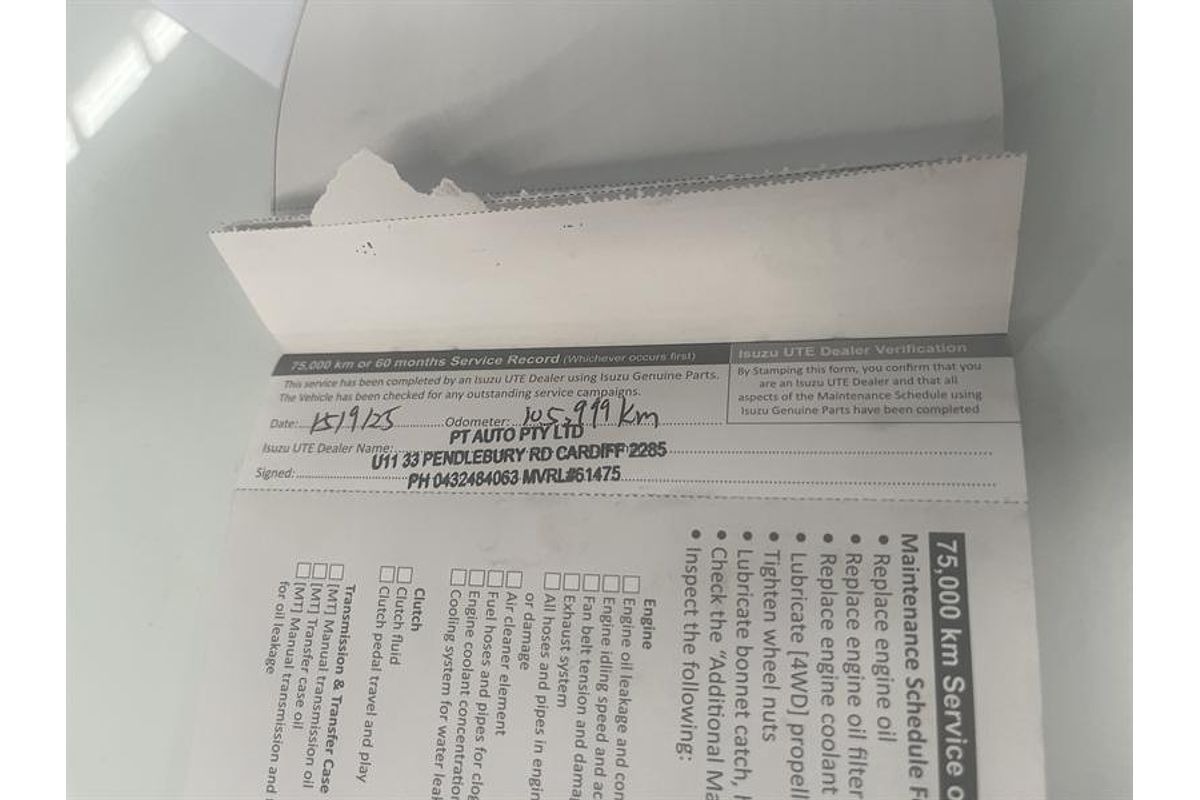 75,000 km or 60 months Service Record (Whichever occurs first)
This service has been completed by an Isuzu UTE Dealer using Isuzu Genuine Parts.
The Vehicle has been checked for any outstanding service campaigns.
Date: 15/9/25 Odometer: 105,999 km
PT AUTO PTY LTD
Isuzu UTE Dealer Name:
U11 33 PENDLEBURY RD CARDIFF 2285
Signed:
PH 0432484063 MVRL#61475
Isuzu UTE Dealer Verification
By Stamping this form, you confirm that you
are an Isuzu UTE Dealer and that all
aspects of the Maintenance Schedule using
Isuzu Genuine Parts have been completed
75,000 km Service
Maintenance Schedule
• Replace engine oil
• Replace engine oil filter
• Replace engine coolant
• Lubricate [4WD] propell
• Tighten wheel nuts
• Lubricate bonnet catch,
• Check the "Additional Ma
• Inspect the following:
Engine
Engine oil leakage and con
Engine idling speed and ac
Fan belt tension and dama
Exhaust system
All hoses and pipes in engin
or damage
Air cleaner element
Fuel hoses and pipes for
Engine coolant concentration
Cooling system for water
Clutch
Clutch fluid
Clutch pedal travel and play
Transmission & Transfer Case
[MT] Manual transmission oil
[MT] Transfer case oil
[MT] Manual transmission and
for oil leakage